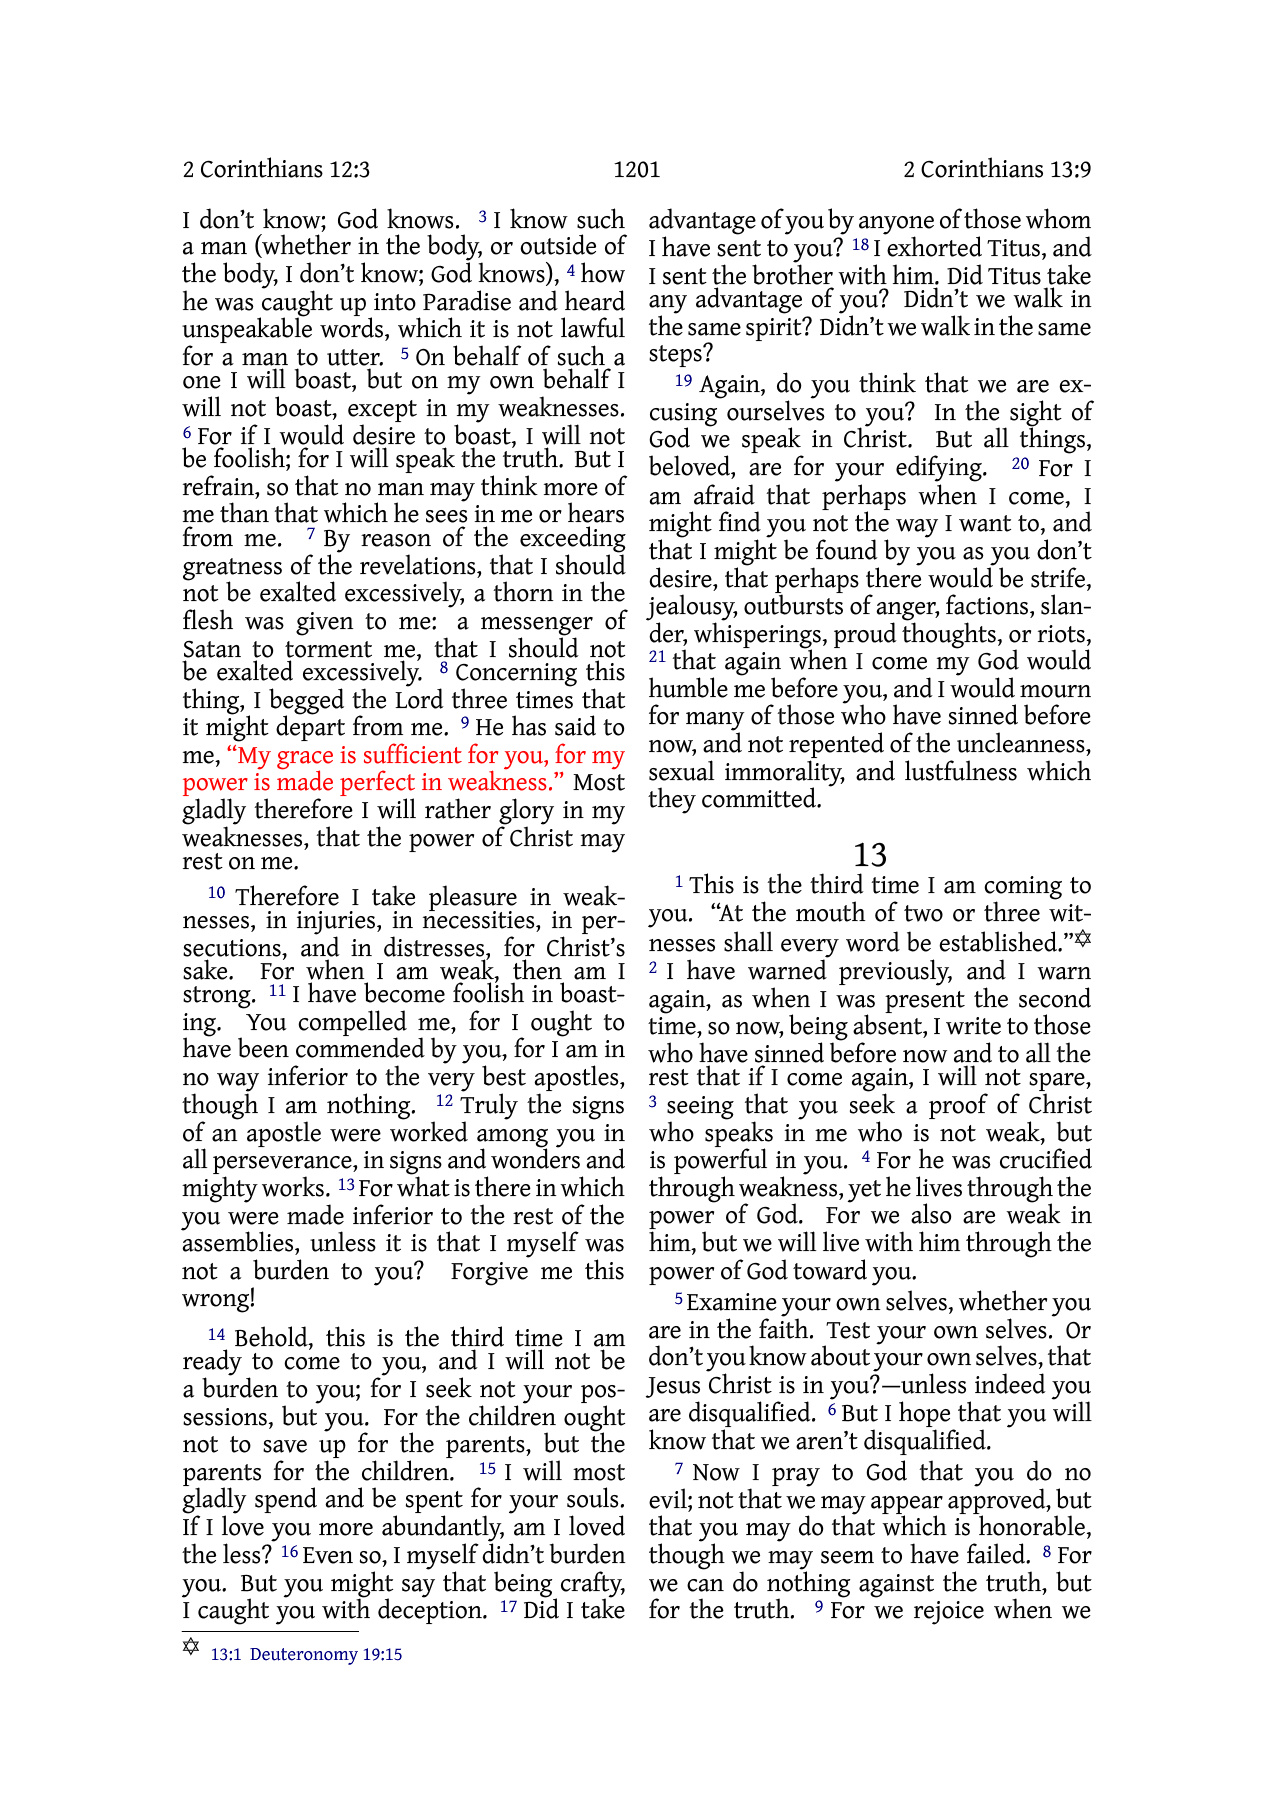 2 Corinthians 12:3
1201
2 Corinthians 13:9
I don’t know; God knows. 3 I know such
a man (whether in the body, or outside of
the body, I don’t know; God knows), 4 how
he was caught up into Paradise and heard
unspeakable words, which it is not lawful
for a man to utter. 5 On behalf of such a
one I will boast, but on my own behalf I
will not boast, except in my weaknesses.
6 For if I would desire to boast, I will not
be foolish; for I will speak the truth. But I
refrain, so that no man may think more of
me than that which he sees in me or hears
from me. 7 By reason of the exceeding
greatness of the revelations, that I should
not be exalted excessively, a thorn in the
flesh was given to me: a messenger of
Satan to torment me, that I should not
be exalted excessively. 8 Concerning this
thing, I begged the Lord three times that
it might depart from me. 9 He has said to
me, “My grace is sufficient for you, for my
power is made perfect in weakness.” Most
gladly therefore I will rather glory in my
weaknesses, that the power of Christ may
rest on me.
10 Therefore I take pleasure in weak-
nesses, in injuries, in necessities, in per-
secutions, and in distresses, for Christ’s
sake. For when I am weak, then am I
strong. 11 I have become foolish in boast-
ing. You compelled me, for I ought to
have been commended by you, for I am in
no way inferior to the very best apostles,
though I am nothing. 12 Truly the signs
of an apostle were worked among you in
all perseverance, in signs and wonders and
mighty works. 13 For what is there in which
you were made inferior to the rest of the
assemblies, unless it is that I myself was
not a burden to you? Forgive me this
wrong!
14 Behold, this is the third time I am
ready to come to you, and I will not be
a burden to you; for I seek not your pos-
sessions, but you. For the children ought
not to save up for the parents, but the
parents for the children. 15 I will most
gladly spend and be spent for your souls.
If I love you more abundantly, am I loved
the less? 16 Even so, I myself didn’t burden
you. But you might say that being crafty,
I caught you with deception. 17 Did I take
advantage of you by anyone of those whom
I have sent to you? 18 I exhorted Titus, and
I sent the brother with him. Did Titus take
any advantage of you? Didn’t we walk in
the same spirit? Didn’t we walk in the same
steps?
19 Again, do you think that we are ex-
cusing ourselves to you? In the sight of
God we speak in Christ. But all things,
beloved, are for your edifying. 20 For I
am afraid that perhaps when I come, I
might find you not the way I want to, and
that I might be found by you as you don’t
desire, that perhaps there would be strife,
jealousy, outbursts of anger, factions, slan-
der, whisperings, proud thoughts, or riots,
21 that again when I come my God would
humble me before you, and I would mourn
for many of those who have sinned before
now, and not repented of the uncleanness,
sexual immorality, and lustfulness which
they committed.
13
1 This is the third time I am coming to
you. “At the mouth of two or three wit-
nesses shall every word be established.”✡
2 I have warned previously, and I warn
again, as when I was present the second
time, so now, being absent, I write to those
who have sinned before now and to all the
rest that if I come again, I will not spare,
3 seeing that you seek a proof of Christ
who speaks in me who is not weak, but
is powerful in you. 4 For he was crucified
through weakness, yet he lives through the
power of God. For we also are weak in
him, but we will live with him through the
power of God toward you.
5 Examine your own selves, whether you
are in the faith. Test your own selves. Or
don’t you know about your own selves, that
Jesus Christ is in you?—unless indeed you
are disqualified. 6 But I hope that you will
know that we aren’t disqualified.
7 Now I pray to God that you do no
evil; not that we may appear approved, but
that you may do that which is honorable,
though we may seem to have failed. 8 For
we can do nothing against the truth, but
for the truth. 9 For we rejoice when we
✡ 13:1 Deuteronomy 19:15